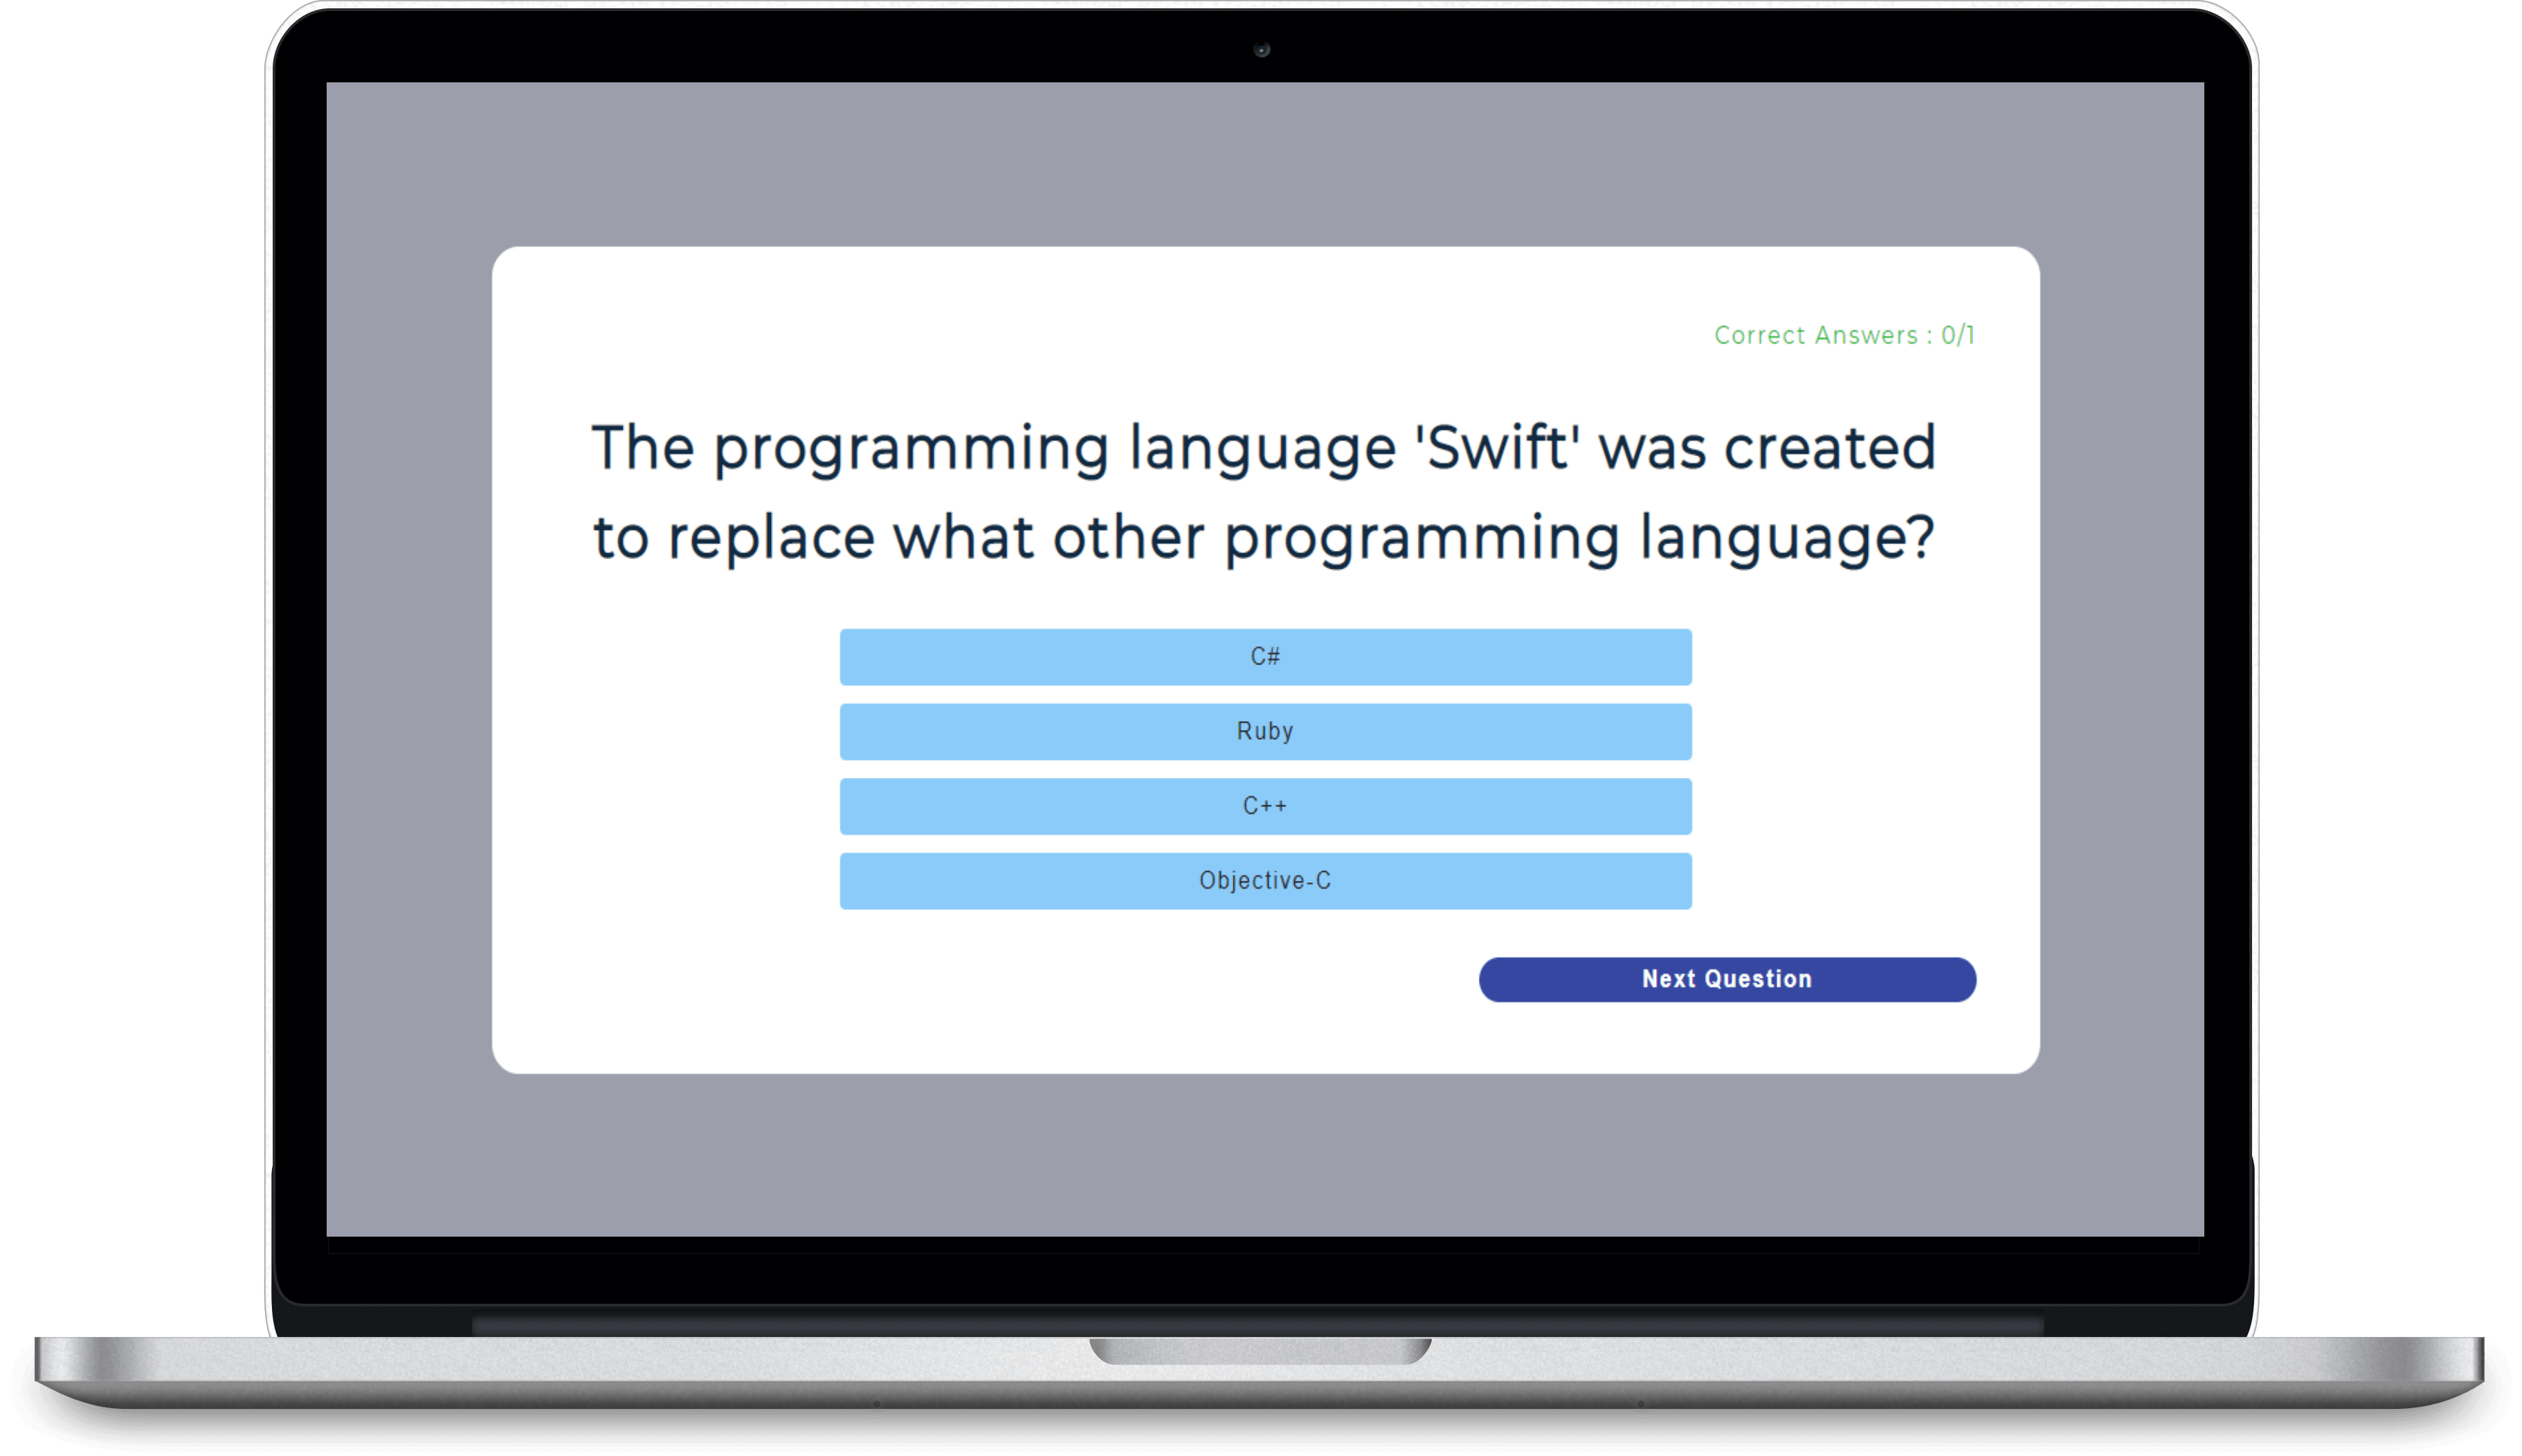 Correct Answers : 0/1
The programming language 'Swift' was created
to replace what other programming language?
C#
Ruby
C++
Objective-C
Next Question